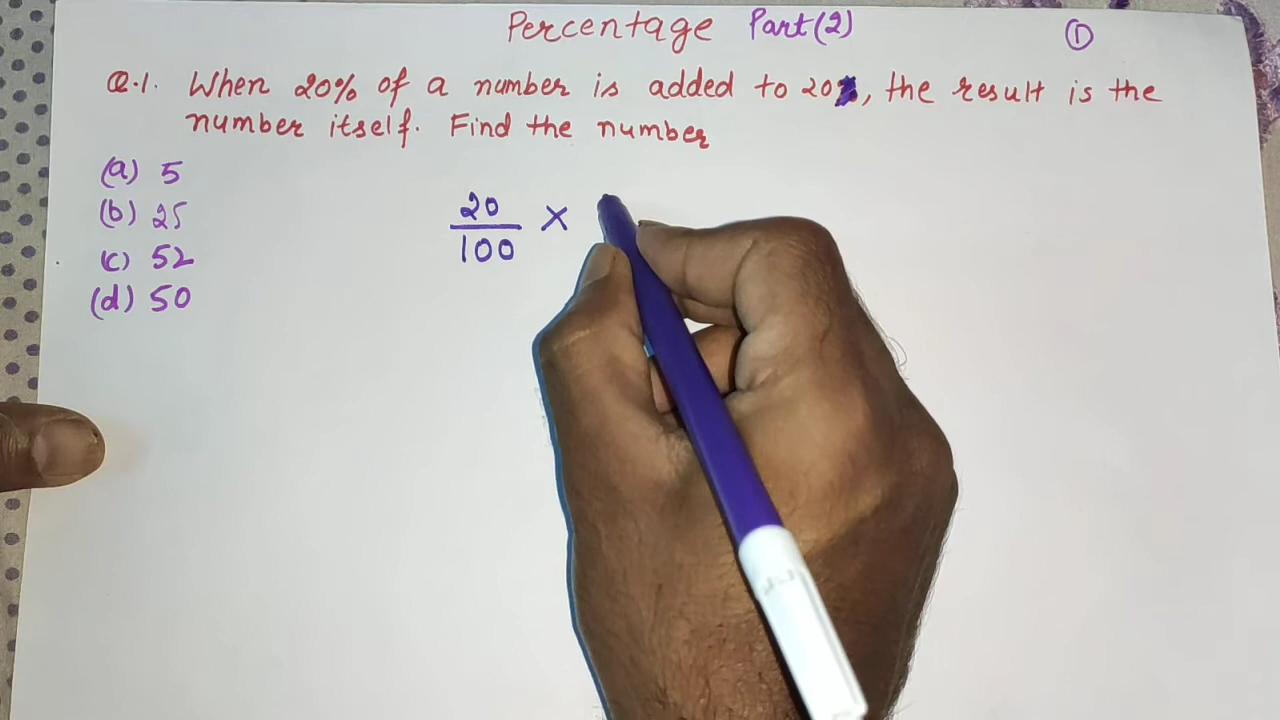 Percentage Part(2) ①
Q.1. When 20% of a number is added to 20, the result is the
number itself. Find the number
(a) 5
(b) 25
(c) 52
(d) 50
20
100
×